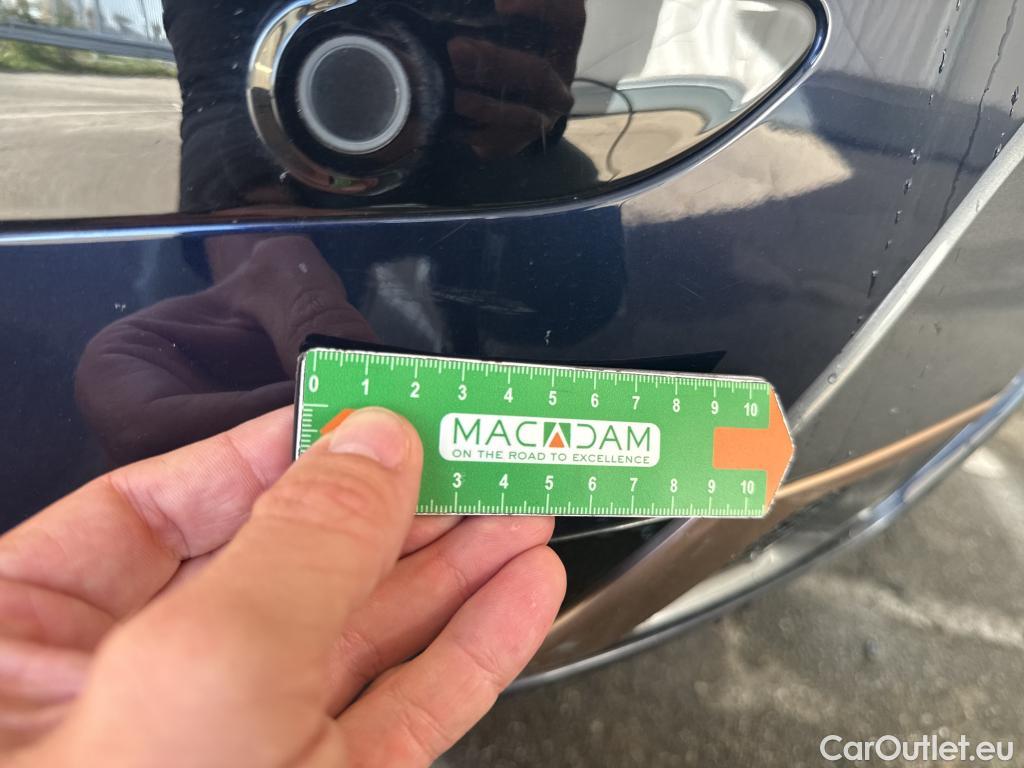 0 1 2 3 4 5 6 7 8 9 10
MACADAM
ON THE ROAD TO EXCELLENCE
3 4 5 6 7 8 9 10
CarOutlet.eu